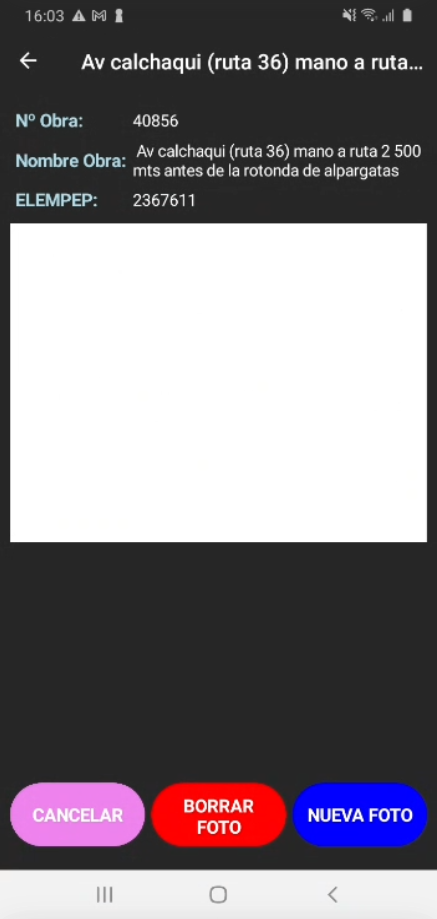 16:03
Av calchaqui (ruta 36) mano a ruta...
Nº Obra: 40856
Nombre Obra: Av calchaqui (ruta 36) mano a ruta 2 500
mts antes de la rotonda de alpargatas
ELEMPEP: 2367611
CANCELAR
BORRAR
FOTO
NUEVA FOTO